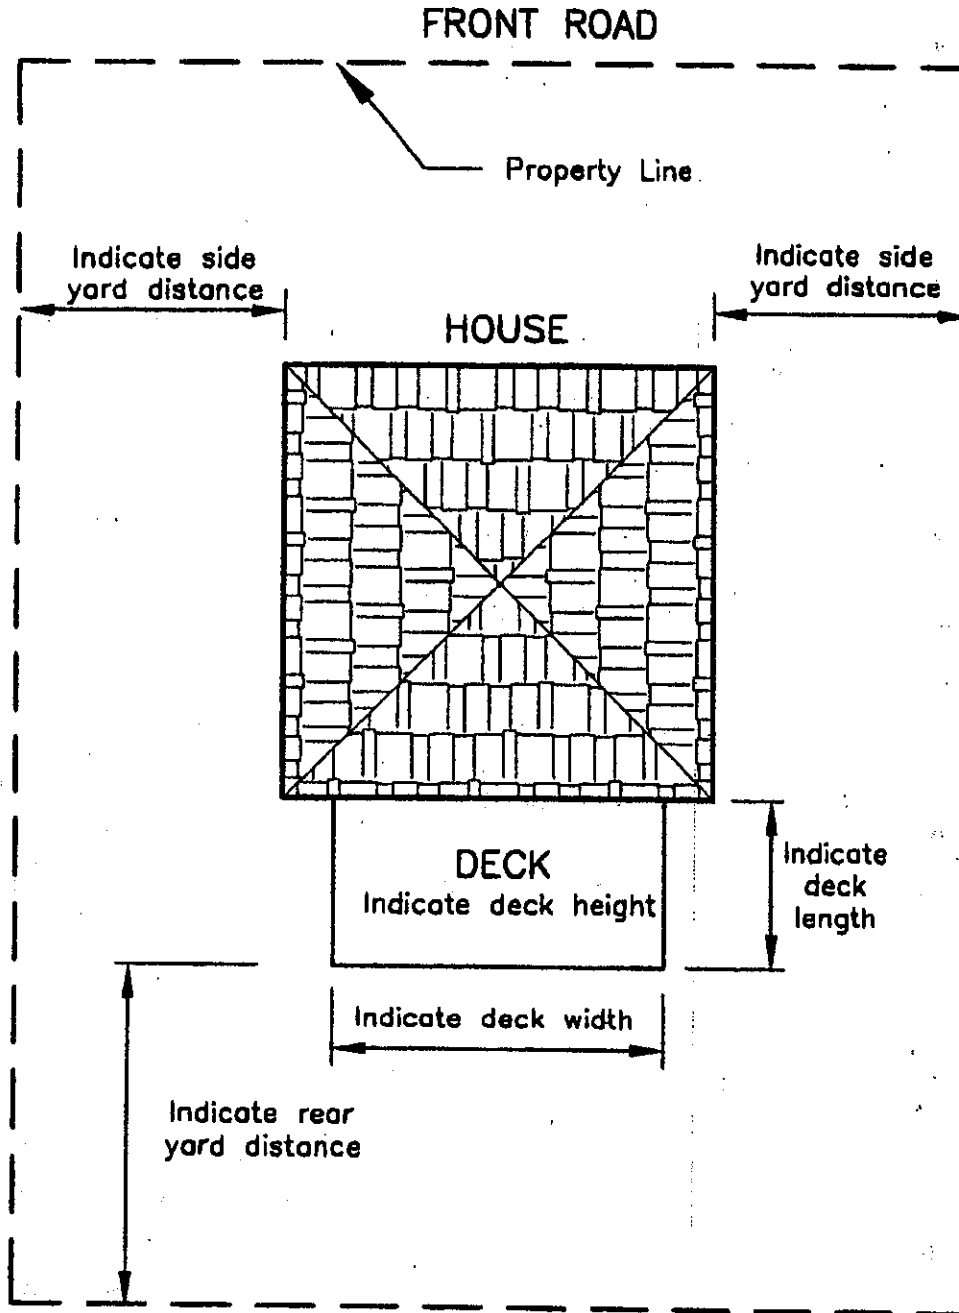 FRONT ROAD
Property Line
Indicate side
yard distance
Indicate side
yard distance
HOUSE
DECK
Indicate deck height
Indicate
deck
length
Indicate deck width
Indicate rear
yard distance